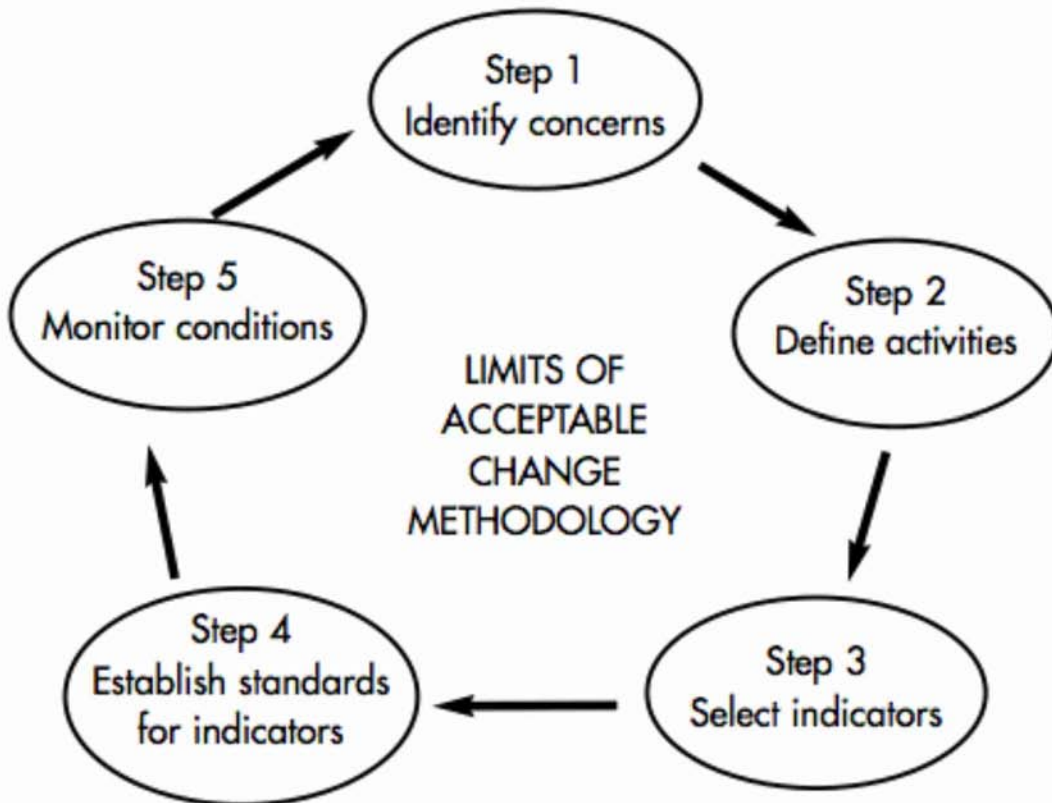 Step 1
Identify concerns
Step 2
Define activities
Step 3
Select indicators
Step 4
Establish standards
for indicators
Step 5
Monitor conditions
LIMITS OF
ACCEPTABLE
CHANGE
METHODOLOGY